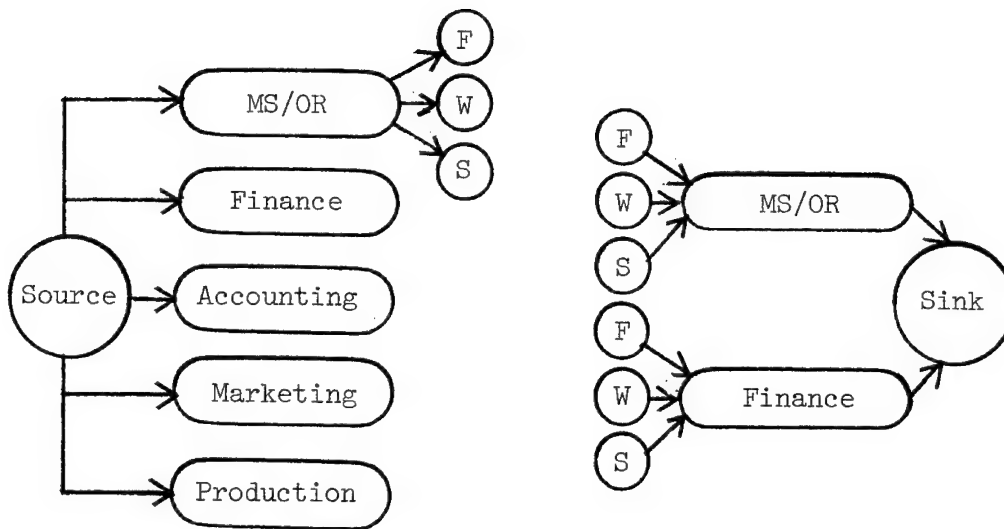 F
MS/OR
W
S
Finance
Source
Accounting
Marketing
Production
F
W
MS/OR
S
Sink
F
W
Finance
S